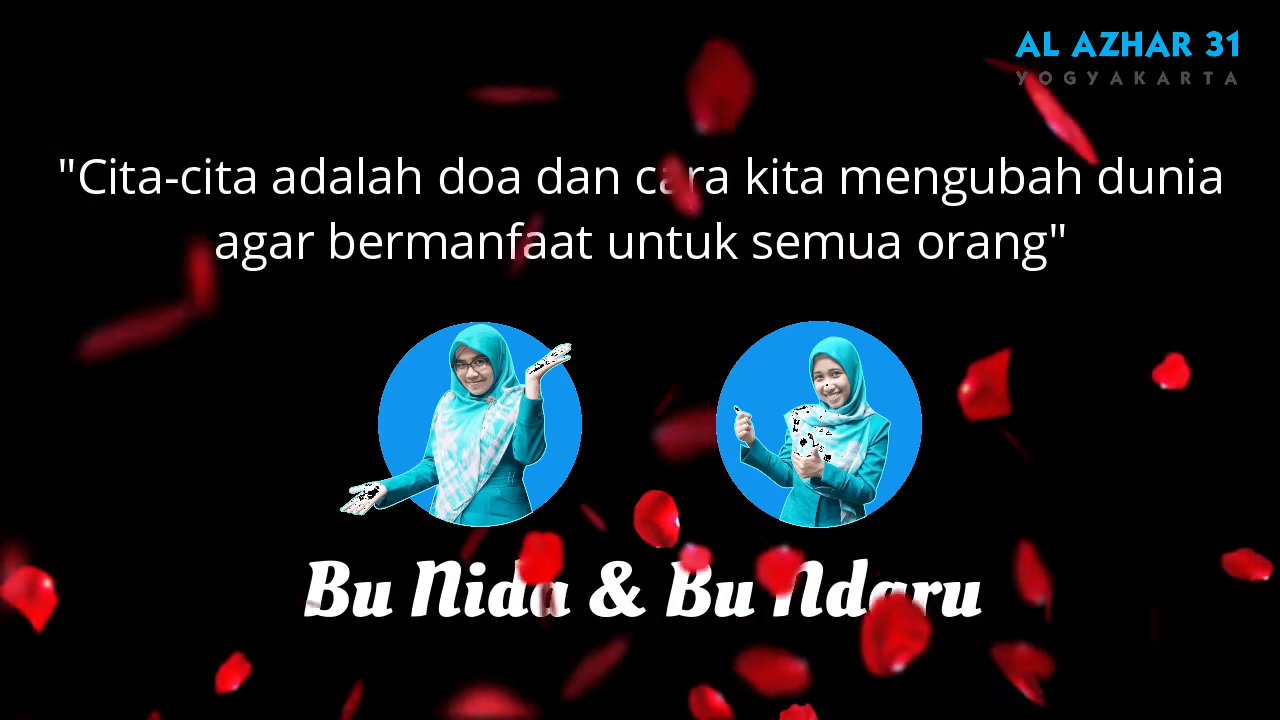 AL AZHAR 31
YOGYAKARTA
"Cita-cita adalah doa dan cara kita mengubah dunia
agar bermanfaat untuk semua orang"
Bu Nida & Bu Ndaru